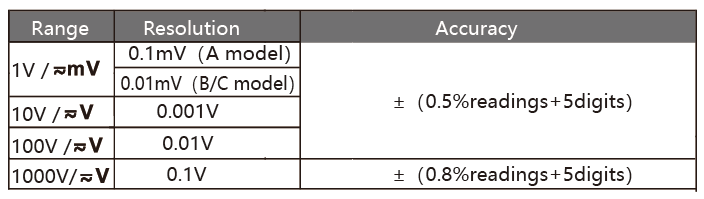 Range Resolution Accuracy
1V / ≂mV 0.1mV (A model)
0.01mV (B/C model)
10V / ≂V 0.001V ± (0.5%readings+5digits)
100V /≂V 0.01V
1000V/≂V 0.1V ± (0.8%readings+5digits)